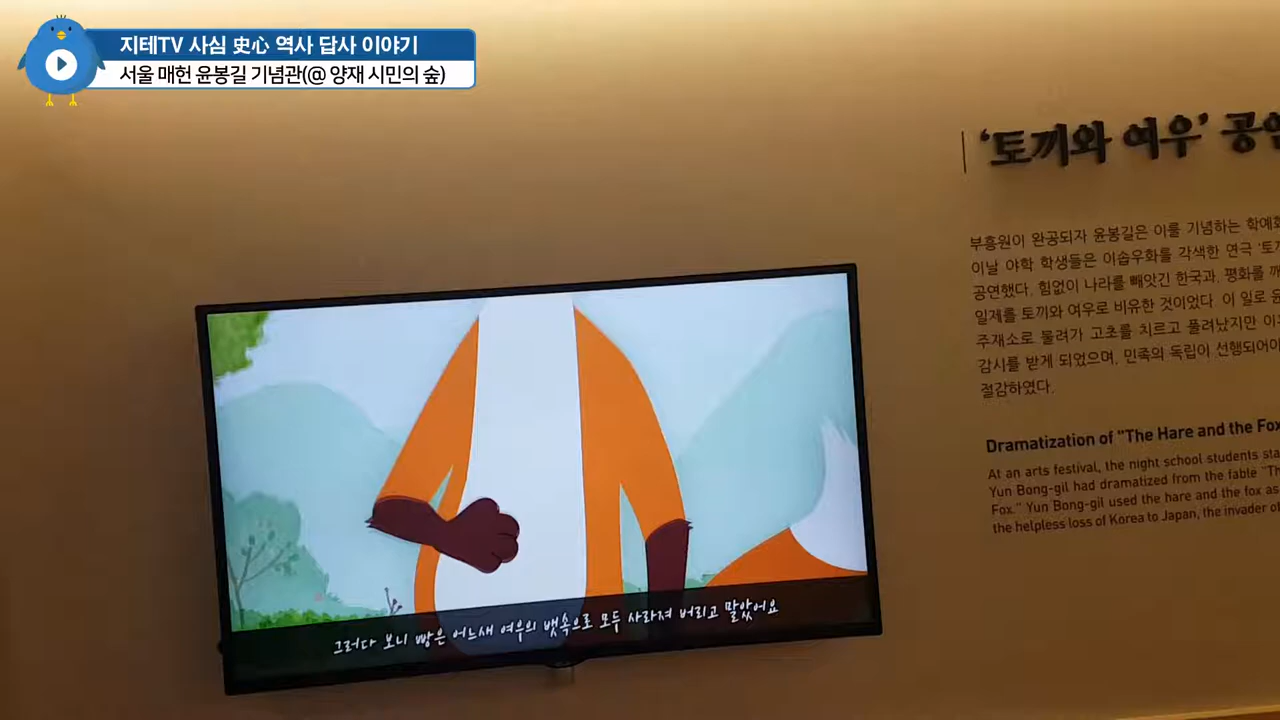 지테TV 사심 史心 역사 답사 이야기
서울 매헌 윤봉길 기념관(@ 양재 시민의 숲)
'토끼와 여우' 공연
부흥원이 완공되자 윤봉길은 이를 기념하는 학예회
이날 야학 학생들은 이솝우화를 각색한 연극 '토끼
공연했다. 힘없이 나라를 빼앗긴 한국과, 평화를 깨
일제를 토끼와 여우로 비유한 것이었다. 이 일로 윤
주재소로 불려가 고초를 치르고 풀려났지만 이
감시를 받게 되었으며, 민족의 독립이 선행되어야
절감하였다.
Dramatization of "The Hare and the Fox
At an arts festival, the night school students sta
Yun Bong-gil had dramatized from the fable "Th
Fox." Yun Bong-gil used the hare and the fox as
the helpless loss of Korea to Japan, the invader of
그러다 보니 빵은 어느새 여우의 뱃속으로 모두 사라져 버리고 말았어요